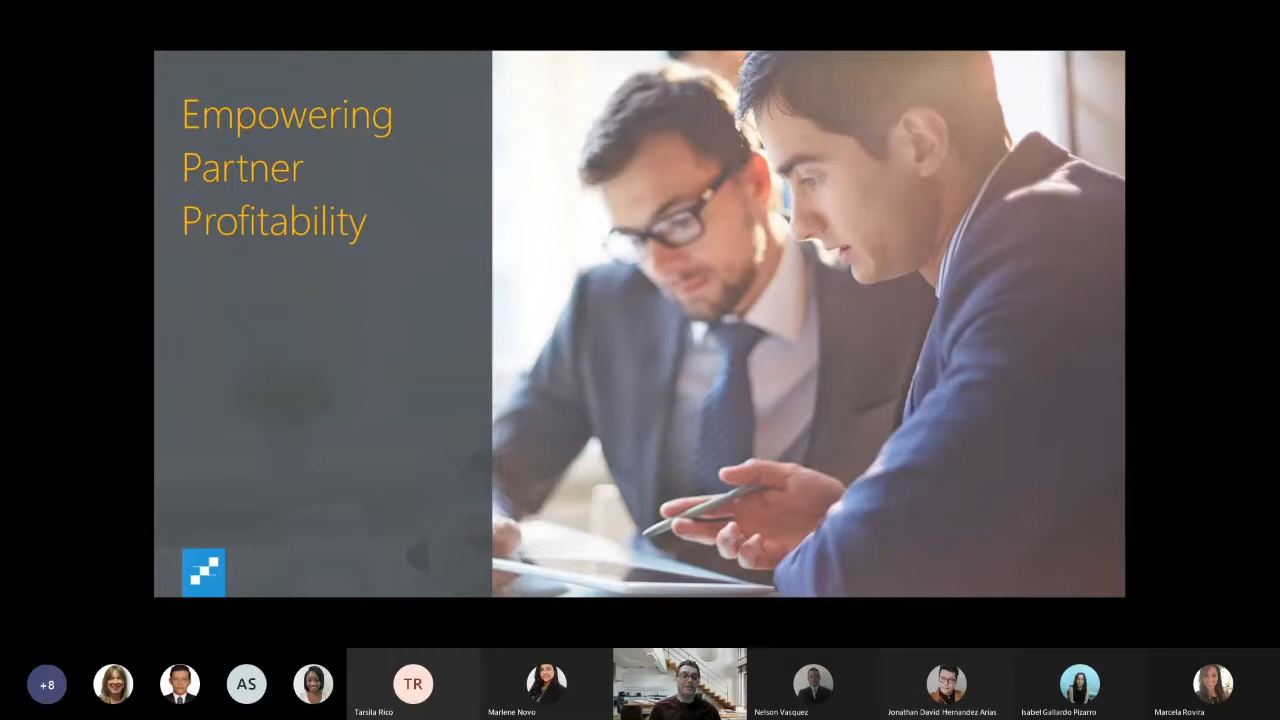 Empowering
Partner
Profitability
+8
AS
TR
Tarsila Rico
Marlene Novo
Nelson Vasquez
Jonathan David Hernandez Arias
Isabel Gallardo Pizarro
Marcela Rovira